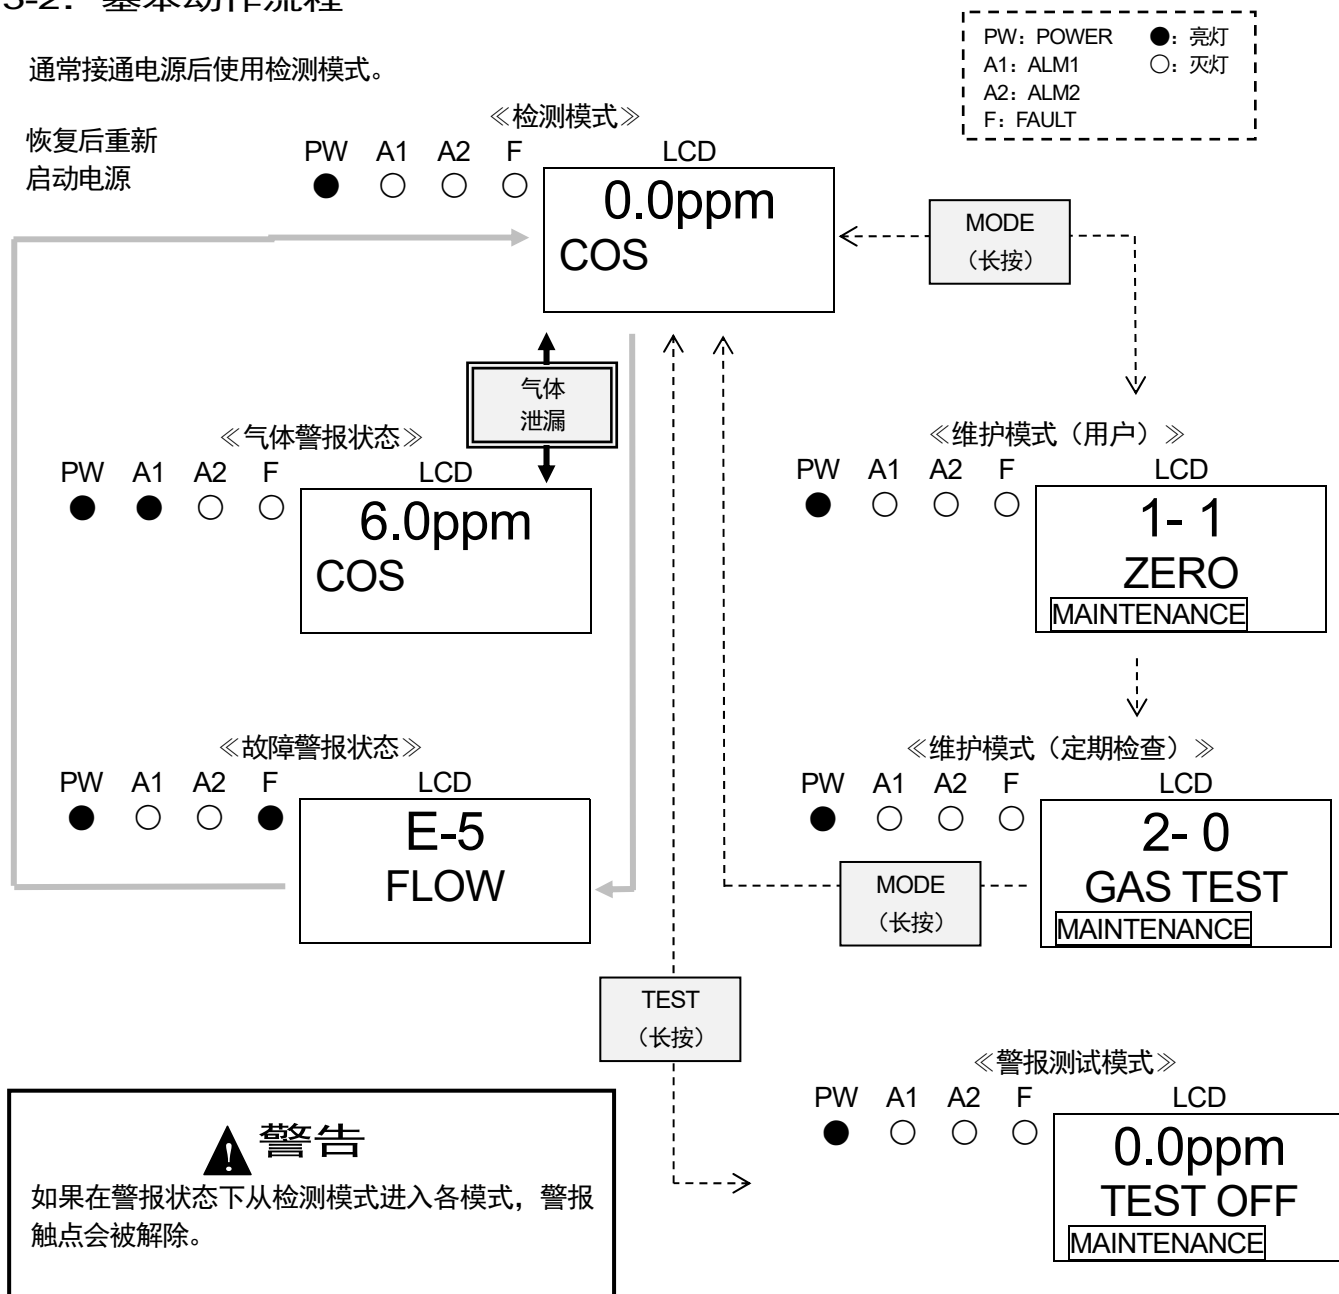 5-2：基本动作流程
PW：POWER ●：亮灯
A1：ALM1 ○：灭灯
A2：ALM2
F：FAULT
通常接通电源后使用检测模式。
恢复后重新
启动电源
≪检测模式≫
PW A1 A2 F LCD
● ○ ○ ○
0.0ppm
COS
MODE
（长按）
气体
泄漏
≪气体警报状态≫
PW A1 A2 F LCD
● ● ○ ○
6.0ppm
COS
≪维护模式（用户）≫
PW A1 A2 F LCD
● ○ ○ ○
1- 1
ZERO
MAINTENANCE
≪故障警报状态≫
PW A1 A2 F LCD
● ○ ○ ●
E-5
FLOW
≪维护模式（定期检查）≫
PW A1 A2 F LCD
● ○ ○ ○
2- 0
GAS TEST
MAINTENANCE
MODE
（长按）
TEST
（长按）
≪警报测试模式≫
PW A1 A2 F LCD
● ○ ○ ○
0.0ppm
TEST OFF
MAINTENANCE
警告
如果在警报状态下从检测模式进入各模式，警报
触点会被解除。